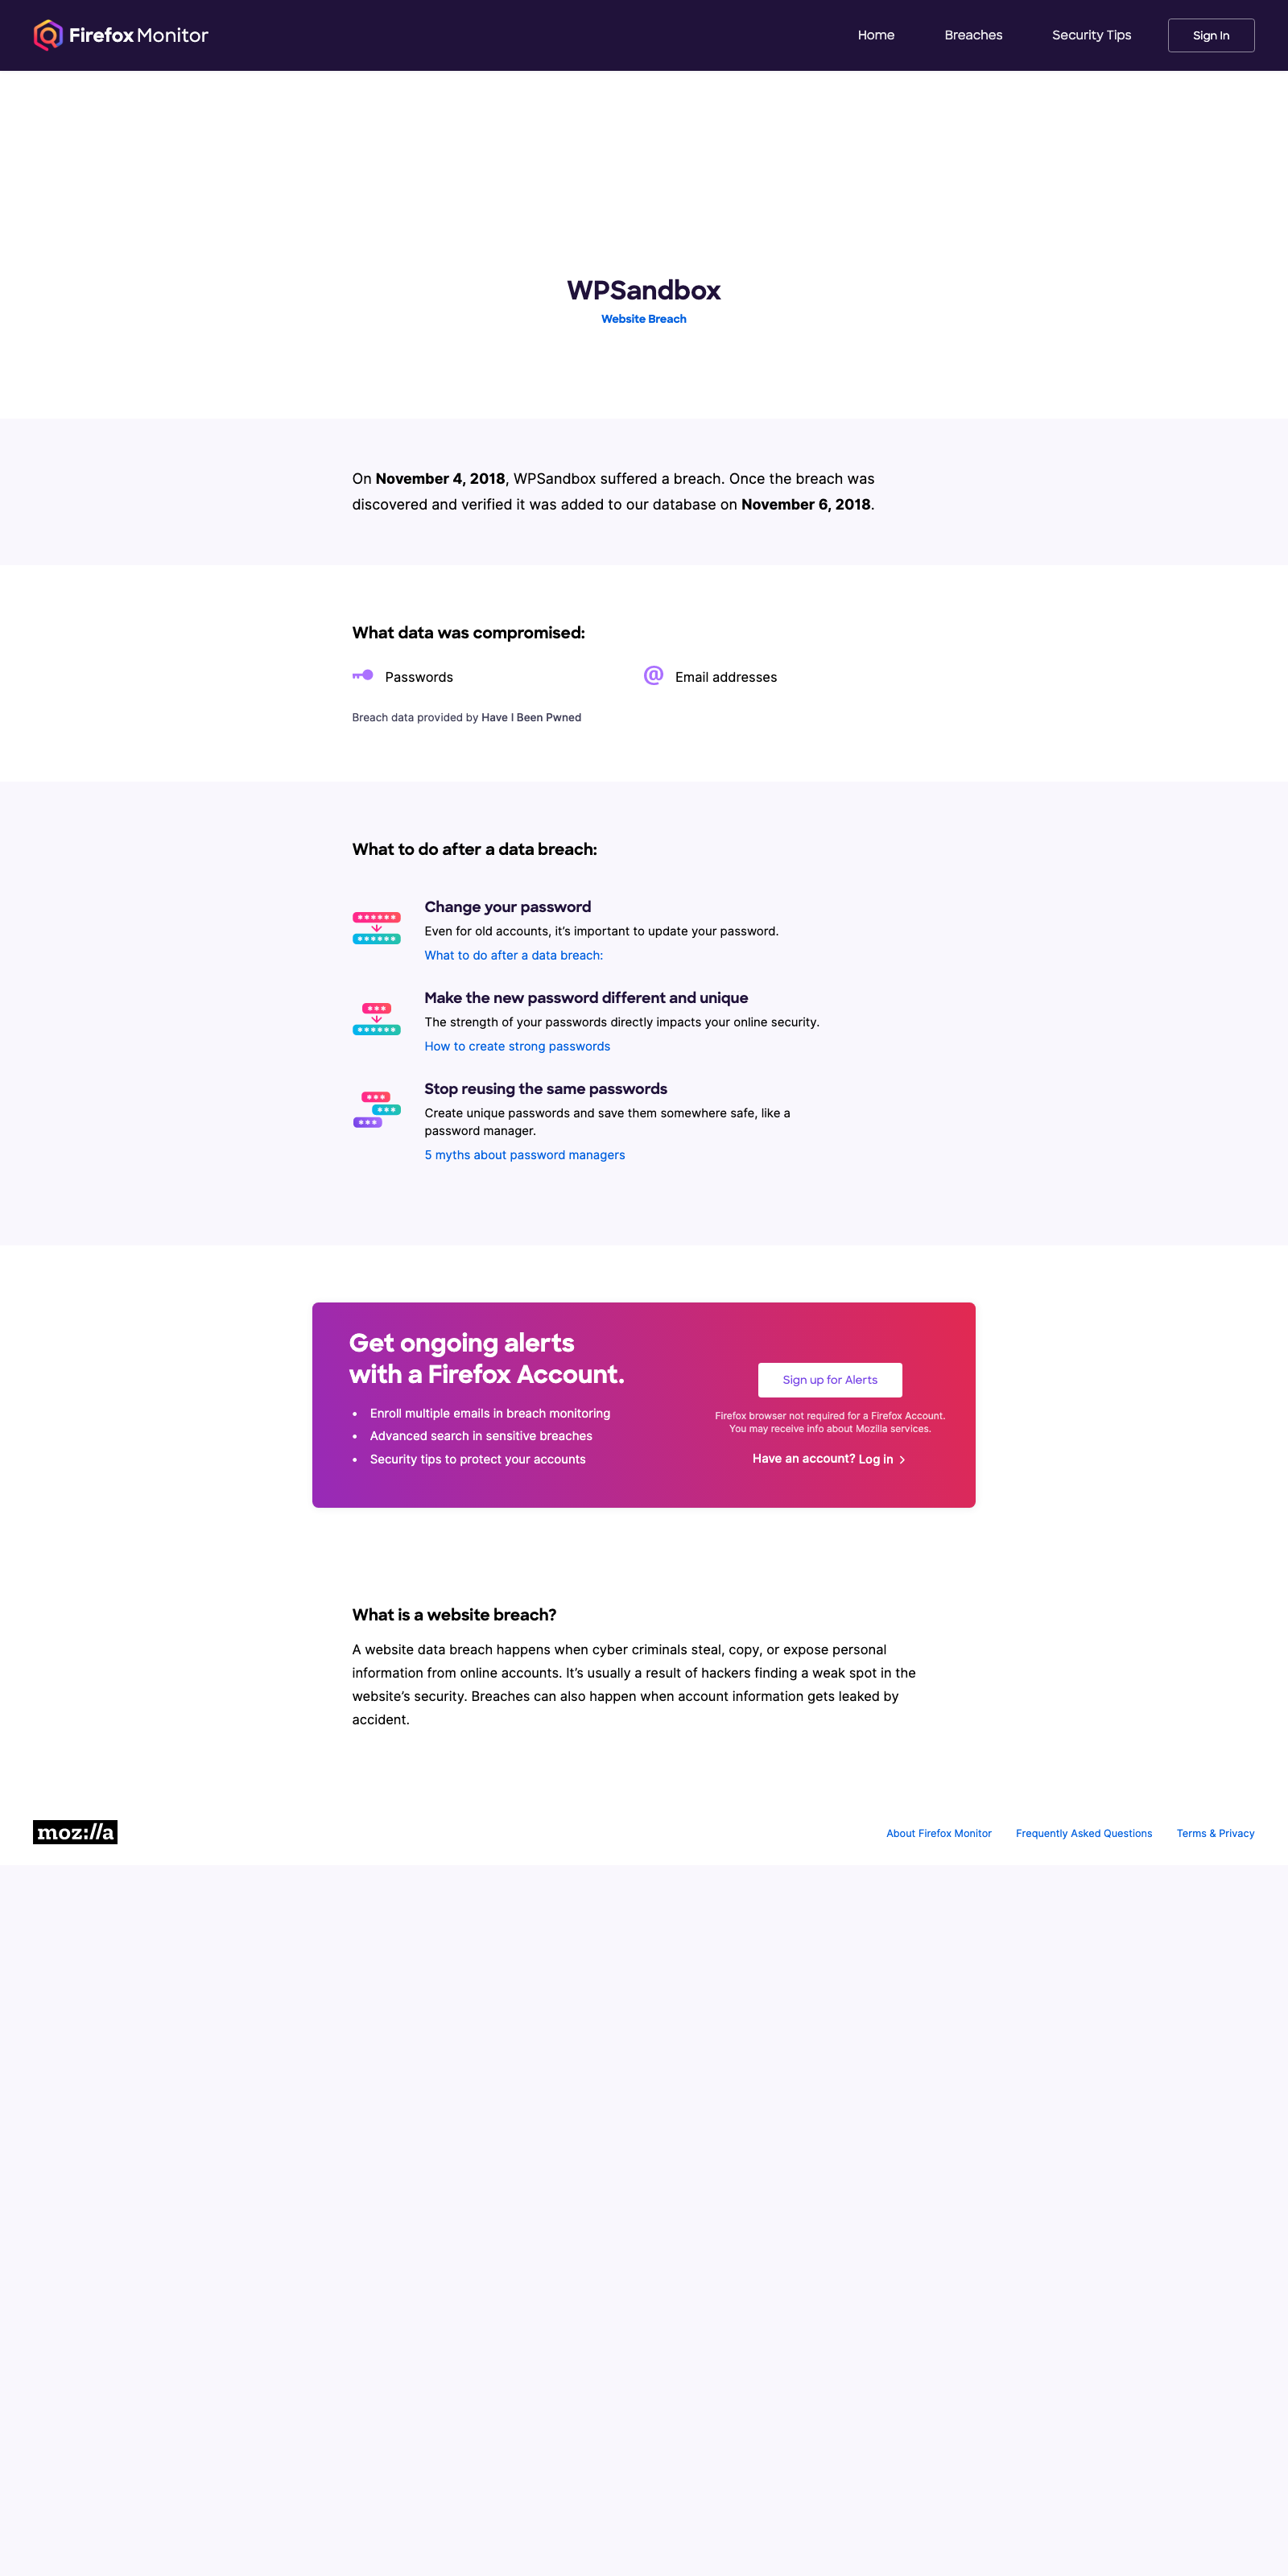 Firefox Monitor
Home
Breaches
Security Tips
Sign In
WPSandbox
Website Breach
On November 4, 2018, WPSandbox suffered a breach. Once the breach was
discovered and verified it was added to our database on November 6, 2018.
What data was compromised:
Passwords
@ Email addresses
Breach data provided by Have I Been Pwned
What to do after a data breach:
Change your password
Even for old accounts, it’s important to update your password.
What to do after a data breach:
Make the new password different and unique
The strength of your passwords directly impacts your online security.
How to create strong passwords
Stop reusing the same passwords
Create unique passwords and save them somewhere safe, like a
password manager.
5 myths about password managers
Get ongoing alerts
with a Firefox Account.
• Enroll multiple emails in breach monitoring
• Advanced search in sensitive breaches
• Security tips to protect your accounts
Sign up for Alerts
Firefox browser not required for a Firefox Account.
You may receive info about Mozilla services.
Have an account? Log in
What is a website breach?
A website data breach happens when cyber criminals steal, copy, or expose personal
information from online accounts. It’s usually a result of hackers finding a weak spot in the
website’s security. Breaches can also happen when account information gets leaked by
accident.
moz://a
About Firefox Monitor
Frequently Asked Questions
Terms & Privacy